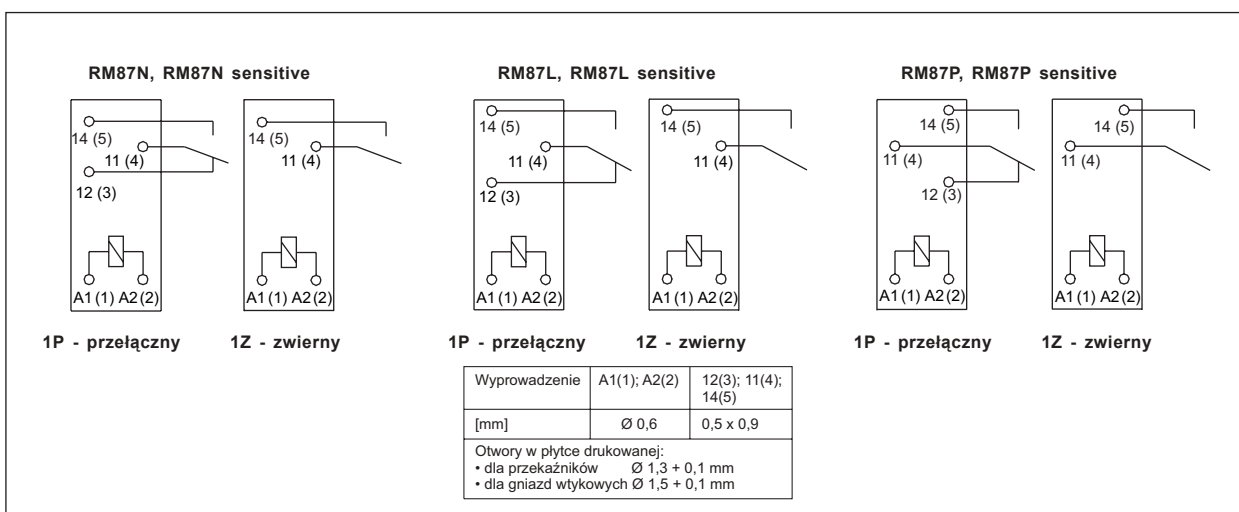 RM87N, RM87N sensitive
14 (5)
11 (4)
12 (3)
A1 (1) A2 (2)
1P - przełączny
14 (5)
11 (4)
A1 (1) A2 (2)
1Z - zwierny
RM87L, RM87L sensitive
14 (5)
11 (4)
12 (3)
A1 (1) A2 (2)
1P - przełączny
14 (5)
11 (4)
A1 (1) A2 (2)
1Z - zwierny
RM87P, RM87P sensitive
14 (5)
11 (4)
12 (3)
A1 (1) A2 (2)
1P - przełączny
14 (5)
11 (4)
A1 (1) A2 (2)
1Z - zwierny
Wyprowadzenie A1(1); A2(2) 12(3); 11(4);
14(5)
[mm] Ø 0,6 0,5 x 0,9
Otwory w płytce drukowanej:
• dla przekaźników Ø 1,3 + 0,1 mm
• dla gniazd wtykowych Ø 1,5 + 0,1 mm